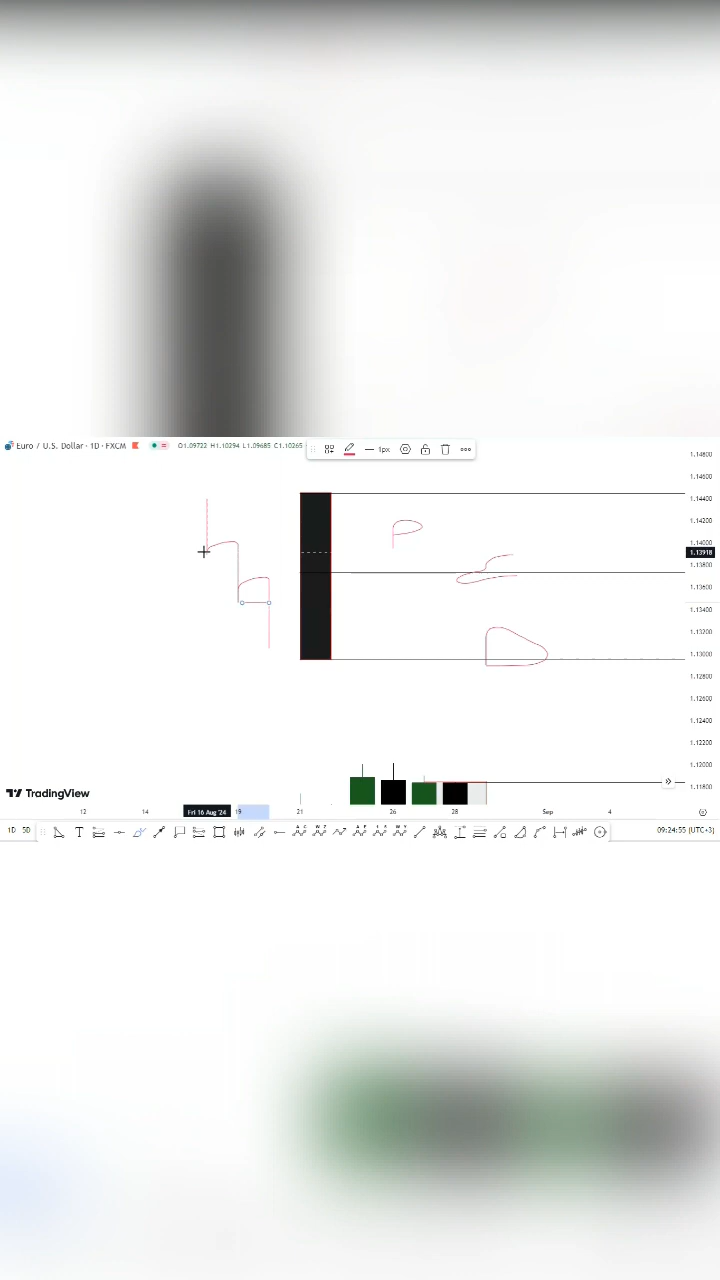 Euro / U.S. Dollar · 1D · FXCM
O1.09722 H1.10294 L1.09685 C1.10265
1px
1.14800
1.14600
1.14400
1.14200
1.14000
1.13918
1.13800
1.13600
1.13400
1.13200
1.13000
1.12800
1.12600
1.12400
1.12200
1.12000
1.11800
P
D
TradingView
12 14 Fri 16 Aug '24 19 21 26 28 Sep 4
1D 5D
09:24:55 (UTC+3)